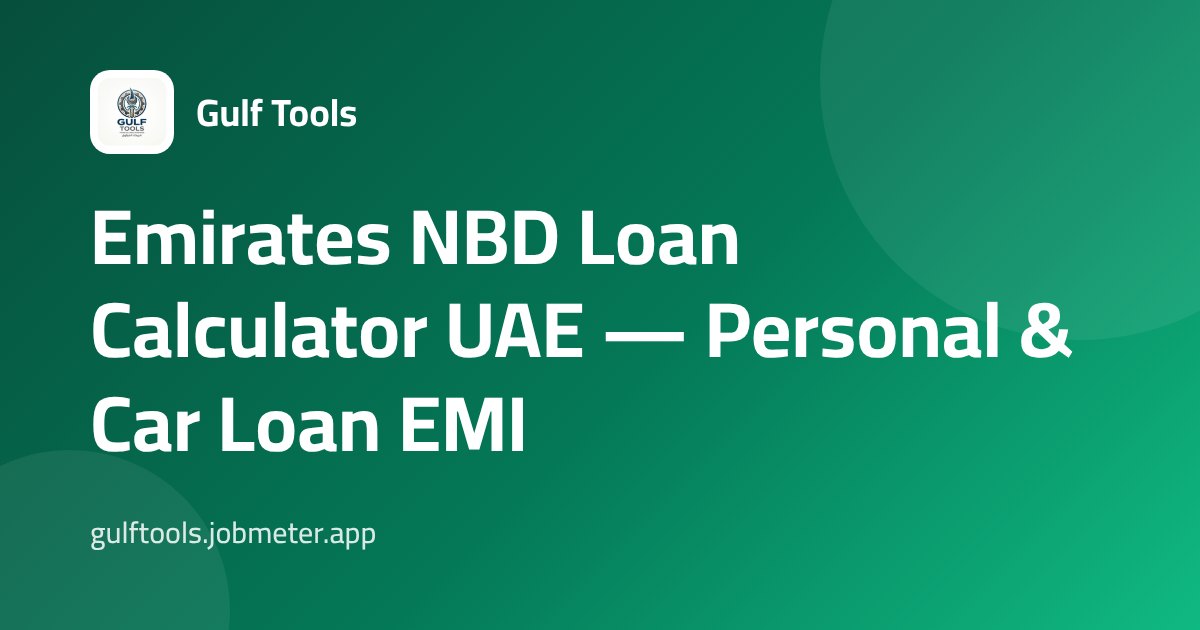 GULF
TOOLS
Gulf Tools
Emirates NBD Loan
Calculator UAE — Personal &
Car Loan EMI
gulftools.jobmeter.app